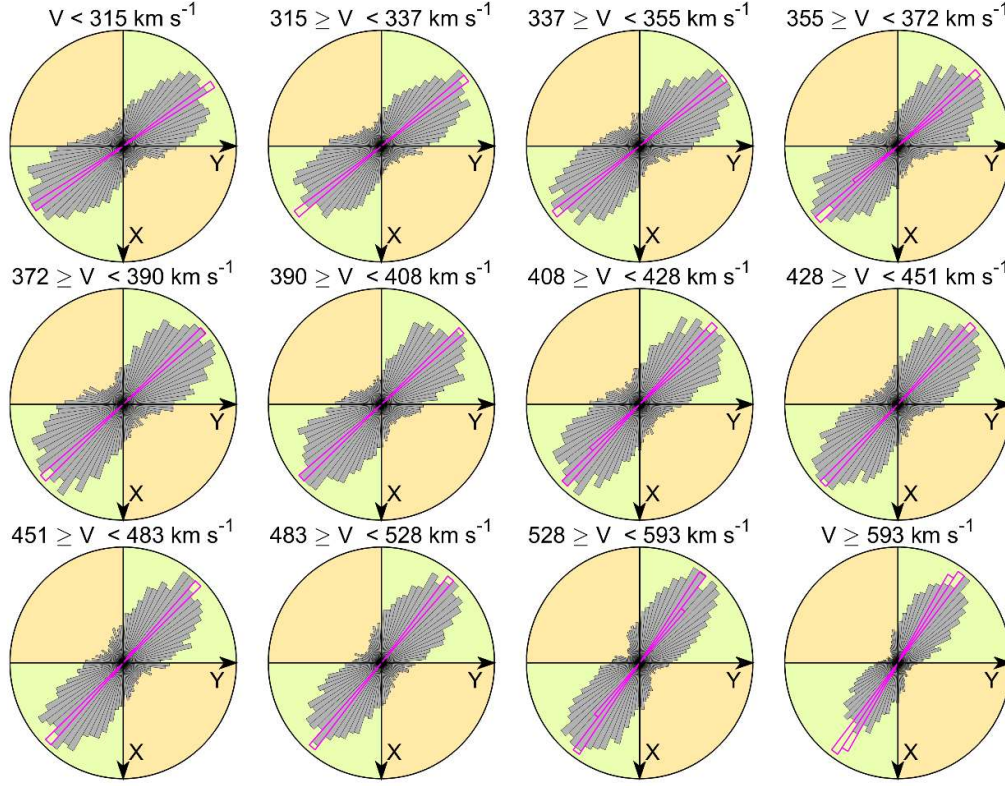 V < 315 km s⁻¹
315 ≥ V < 337 km s⁻¹
337 ≥ V < 355 km s⁻¹
355 ≥ V < 372 km s⁻¹
Y
Y
Y
Y
X
X
X
X
372 ≥ V < 390 km s⁻¹
390 ≥ V < 408 km s⁻¹
408 ≥ V < 428 km s⁻¹
428 ≥ V < 451 km s⁻¹
Y
Y
Y
Y
X
X
X
X
451 ≥ V < 483 km s⁻¹
483 ≥ V < 528 km s⁻¹
528 ≥ V < 593 km s⁻¹
V ≥ 593 km s⁻¹
Y
Y
Y
Y
X
X
X
X